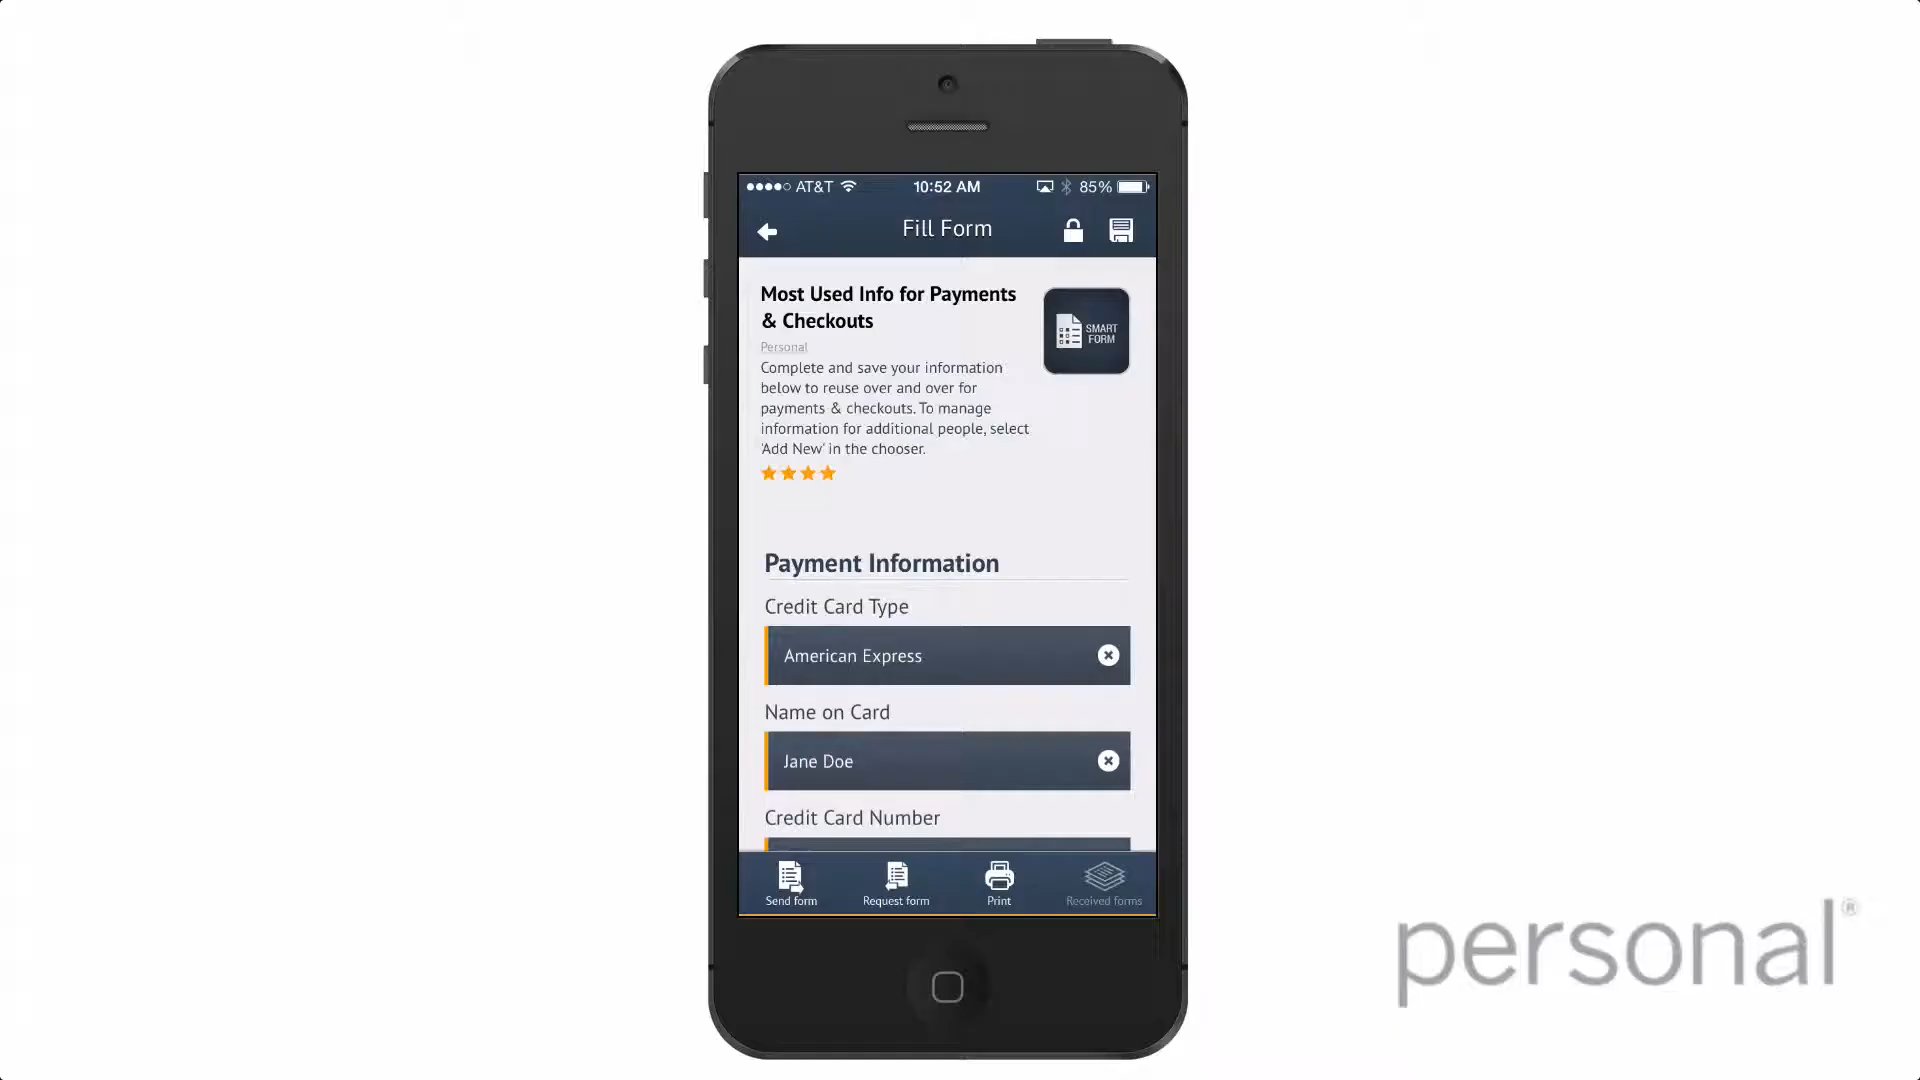 AT&T
10:52 AM
85%
Fill Form
Most Used Info for Payments
& Checkouts
SMART
FORM
Personal
Complete and save your information
below to reuse over and over for
payments & checkouts. To manage
information for additional people, select
'Add New' in the chooser.
Payment Information
Credit Card Type
American Express
Name on Card
Jane Doe
Credit Card Number
Send form
Request form
Print
Received forms
personal®